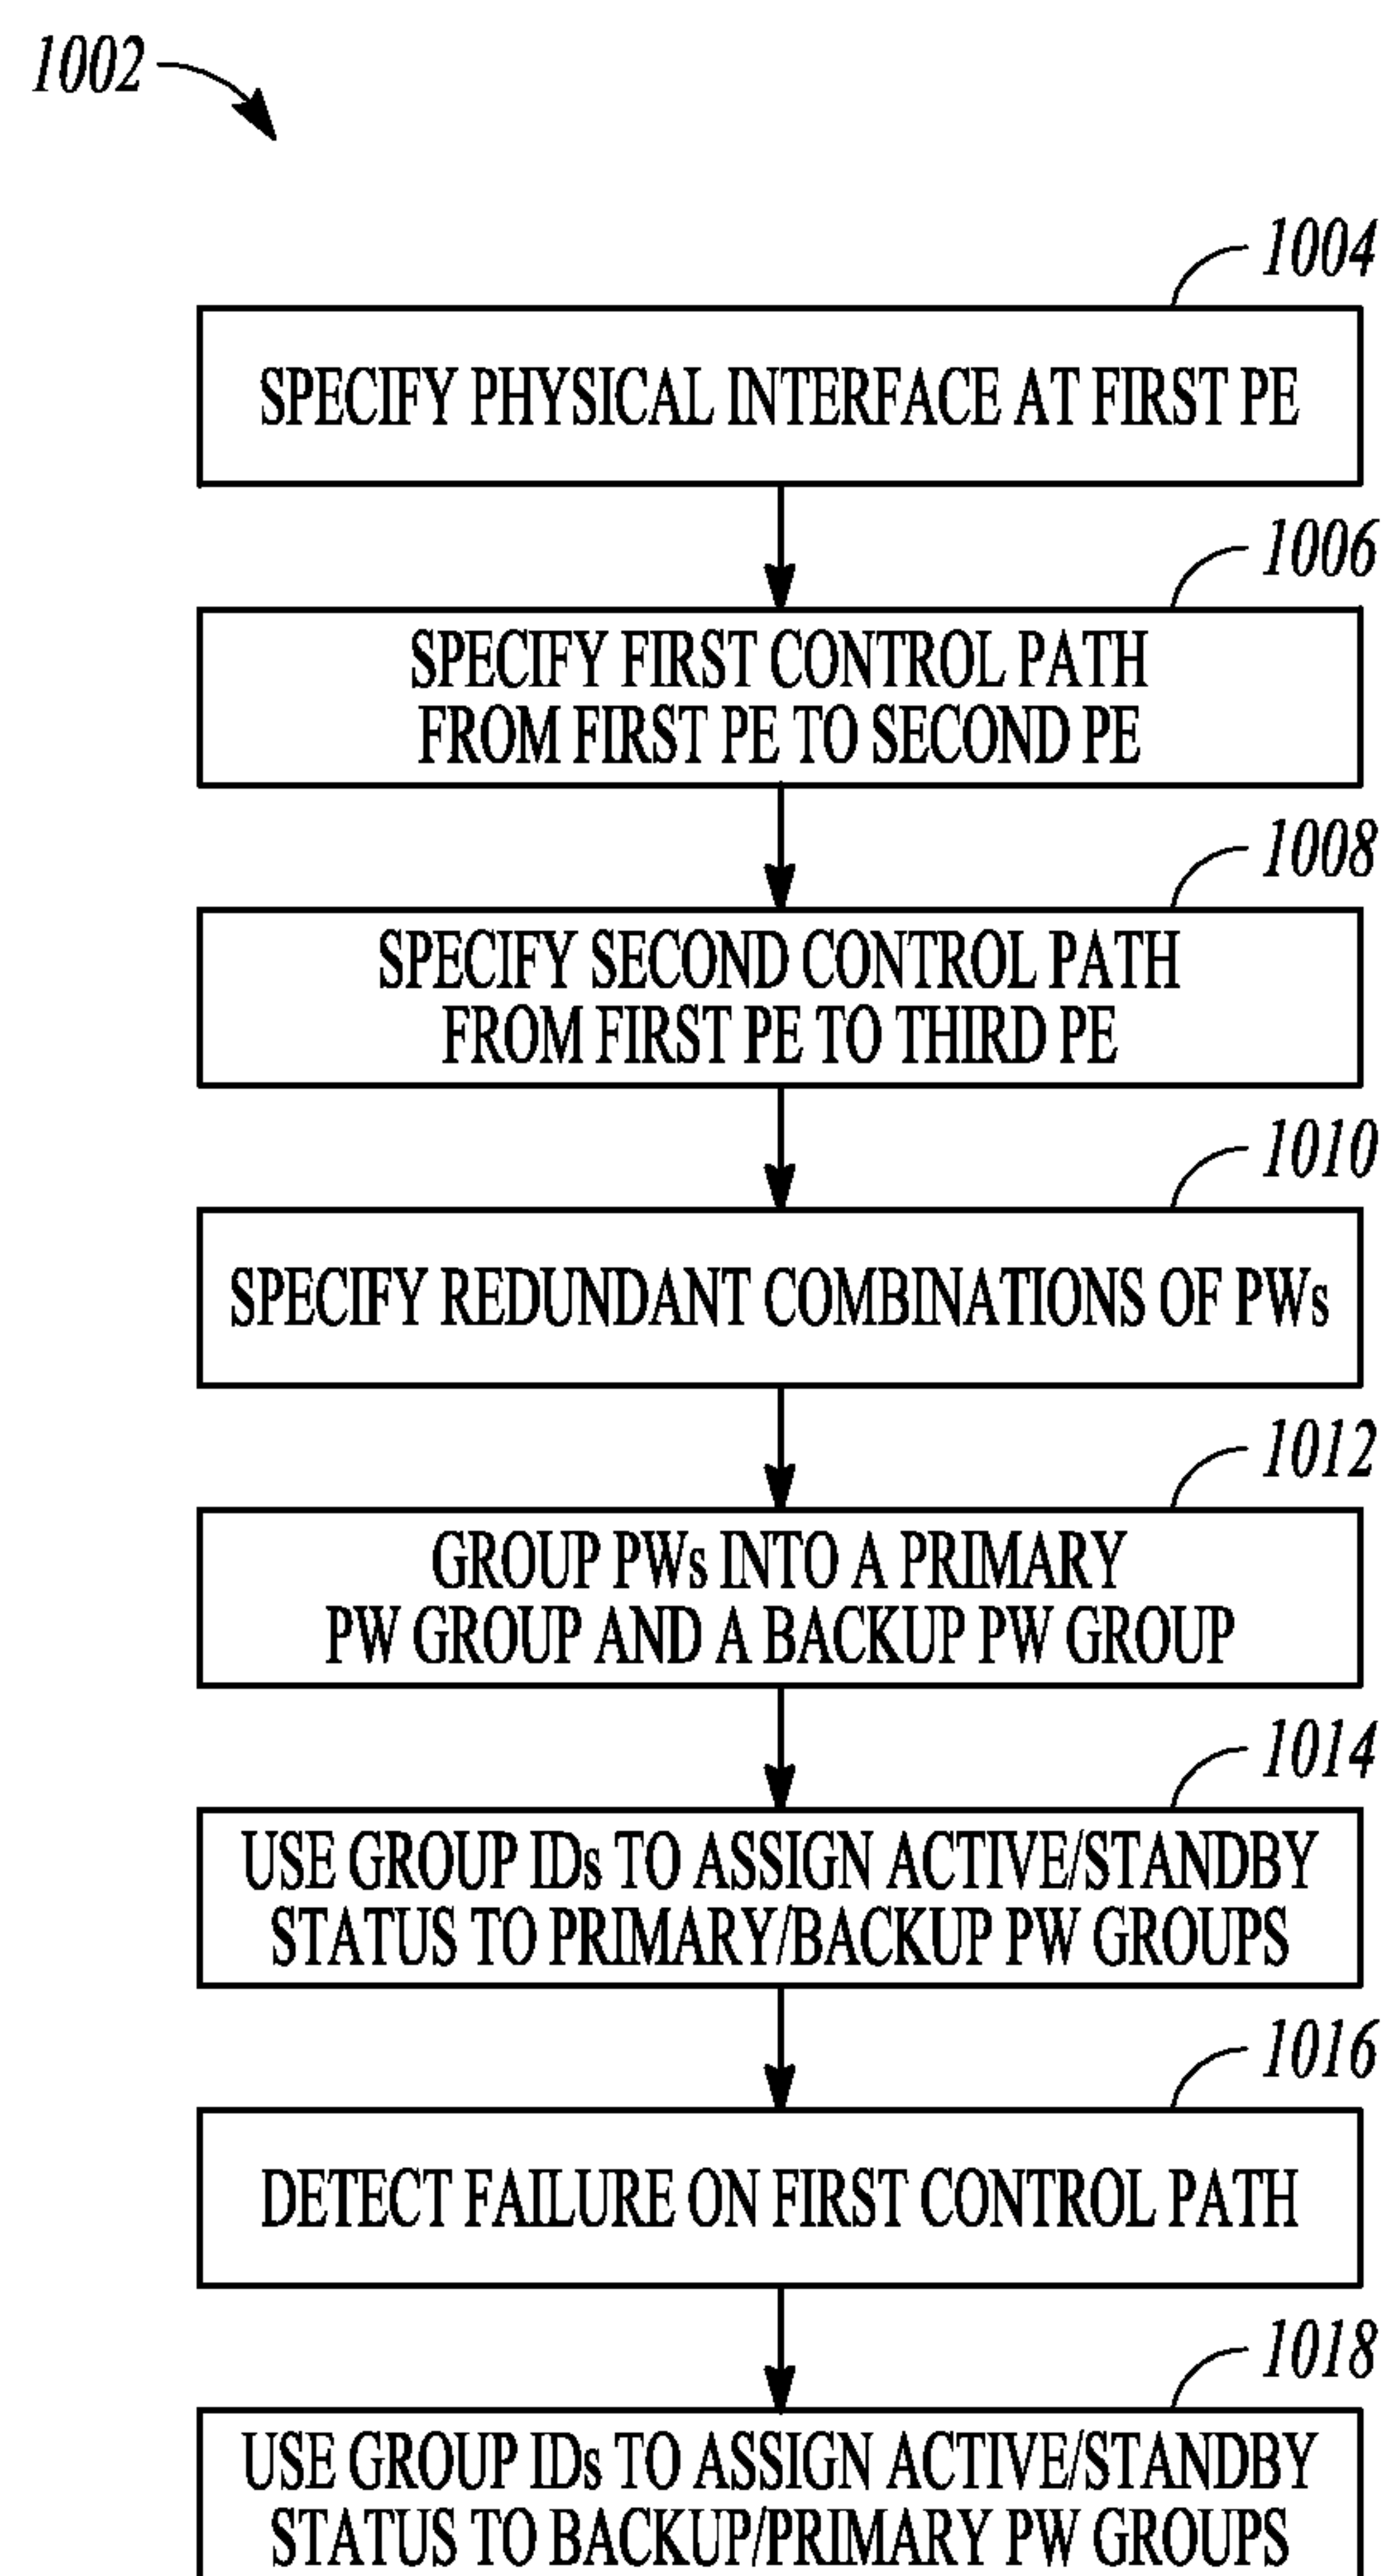 1002
1004
SPECIFY PHYSICAL INTERFACE AT FIRST PE
1006
SPECIFY FIRST CONTROL PATH
FROM FIRST PE TO SECOND PE
1008
SPECIFY SECOND CONTROL PATH
FROM FIRST PE TO THIRD PE
1010
SPECIFY REDUNDANT COMBINATIONS OF PWs
1012
GROUP PWs INTO A PRIMARY
PW GROUP AND A BACKUP PW GROUP
1014
USE GROUP IDs TO ASSIGN ACTIVE/STANDBY
STATUS TO PRIMARY/BACKUP PW GROUPS
1016
DETECT FAILURE ON FIRST CONTROL PATH
1018
USE GROUP IDs TO ASSIGN ACTIVE/STANDBY
STATUS TO BACKUP/PRIMARY PW GROUPS